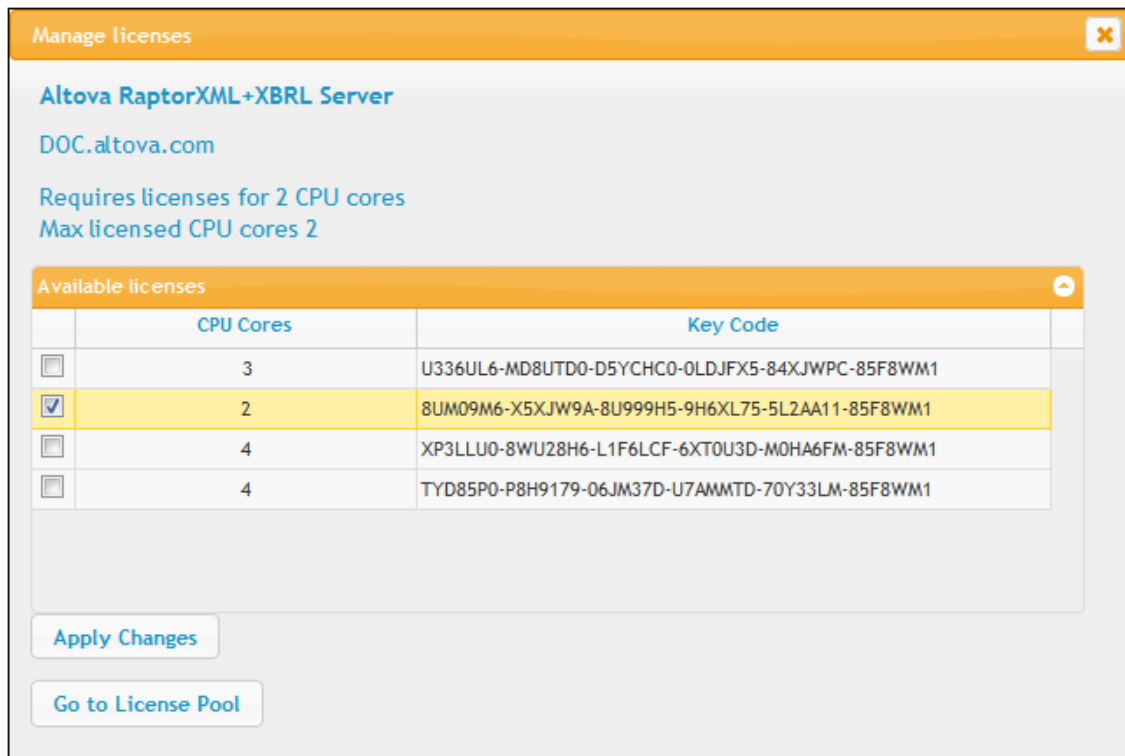 Manage licenses
Altova RaptorXML+XBRL Server
DOC.altova.com
Requires licenses for 2 CPU cores
Max licensed CPU cores 2
Available licenses
CPU Cores Key Code
3 U336UL6-MD8UTD0-D5YCHC0-0LDJFX5-84XJWPC-85F8WM1
2 8UM09M6-X5XJW9A-8U999H5-9H6XL75-5L2AA11-85F8WM1
4 XP3LLU0-8WU28H6-L1F6LCF-6XT0U3D-M0HA6FM-85F8WM1
4 TYD85P0-P8H9179-06JM37D-U7AMMTD-70Y33LM-85F8WM1
Apply Changes
Go to License Pool